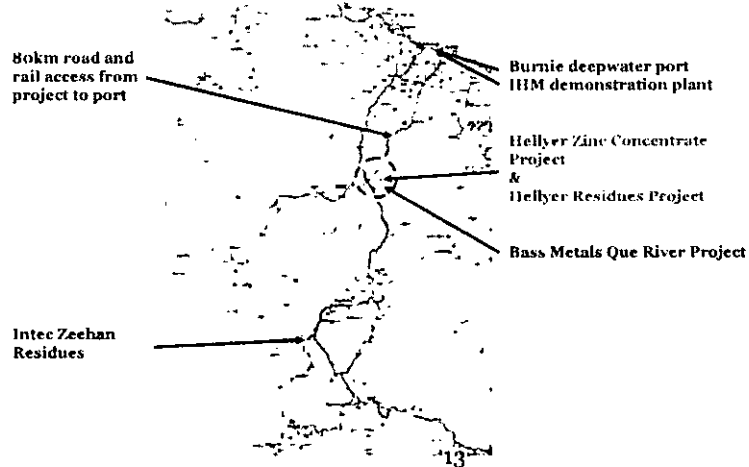 80km road and
rail access from
project to port
Burnie deepwater port
IHM demonstration plant
Hellyer Zinc Concentrate
Project
&
Hellyer Residues Project
Bass Metals Que River Project
Intec Zeehan
Residues
13